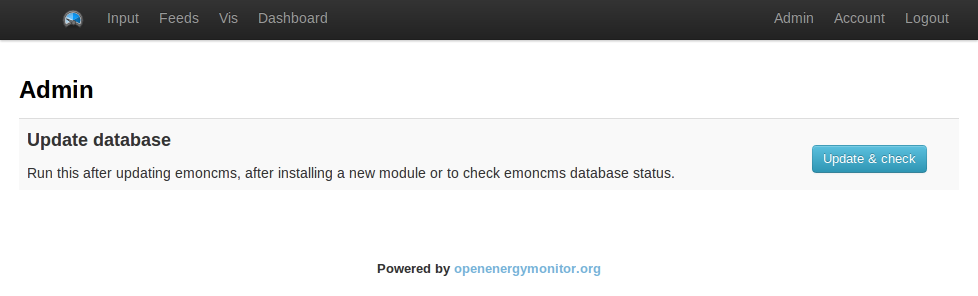 Input Feeds Vis Dashboard Admin Account Logout
Admin
Update database
Update & check
Run this after updating emoncms, after installing a new module or to check emoncms database status.
Powered by openenergymonitor.org